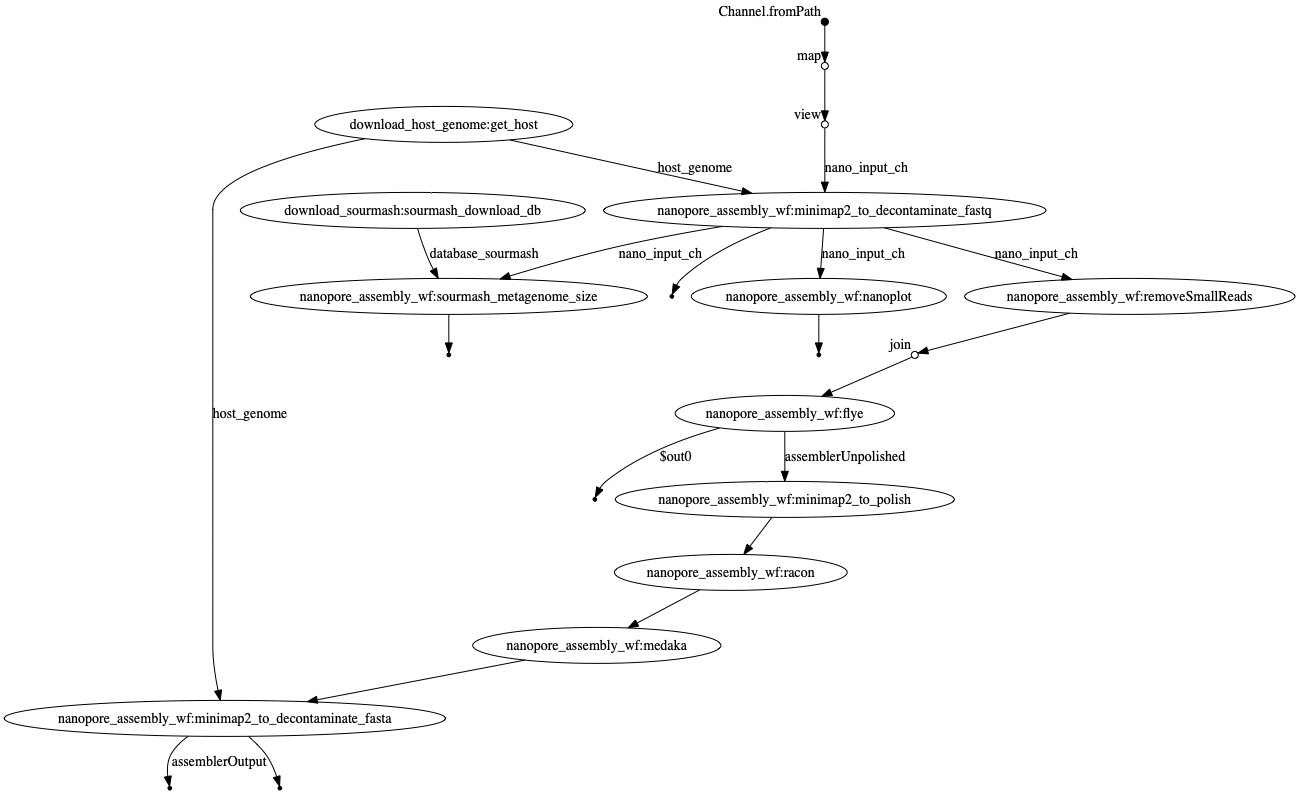 Channel.fromPath
map
view
download_host_genome:get_host
host_genome
nano_input_ch
download_sourmash:sourmash_download_db
nanopore_assembly_wf:minimap2_to_decontaminate_fastq
database_sourmash
nano_input_ch
nano_input_ch
nano_input_ch
nanopore_assembly_wf:sourmash_metagenome_size
nanopore_assembly_wf:nanoplot
nanopore_assembly_wf:removeSmallReads
join
host_genome
nanopore_assembly_wf:flye
$out0
assemblerUnpolished
nanopore_assembly_wf:minimap2_to_polish
nanopore_assembly_wf:racon
nanopore_assembly_wf:medaka
nanopore_assembly_wf:minimap2_to_decontaminate_fasta
assemblerOutput